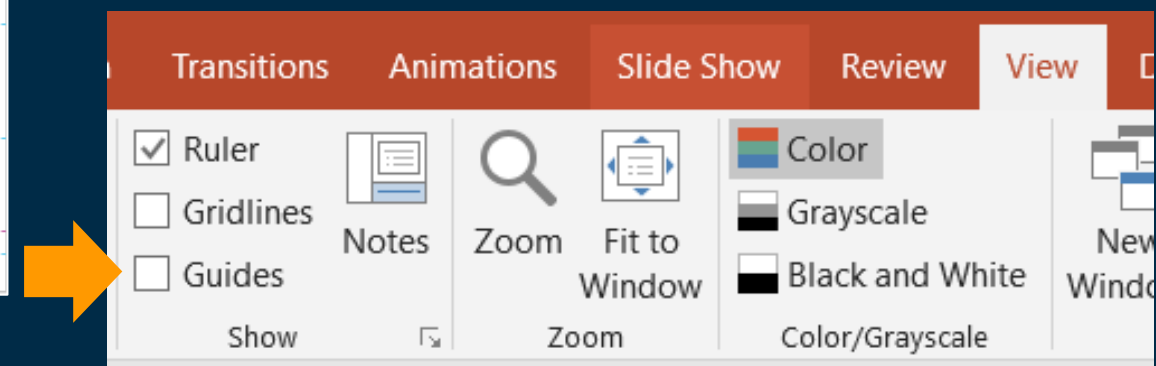 Transitions Animations Slide Show Review View
Ruler
Gridlines
Guides
Notes
Show
Zoom
Fit to
Window
Zoom
Color
Grayscale
Black and White
Color/Grayscale
New